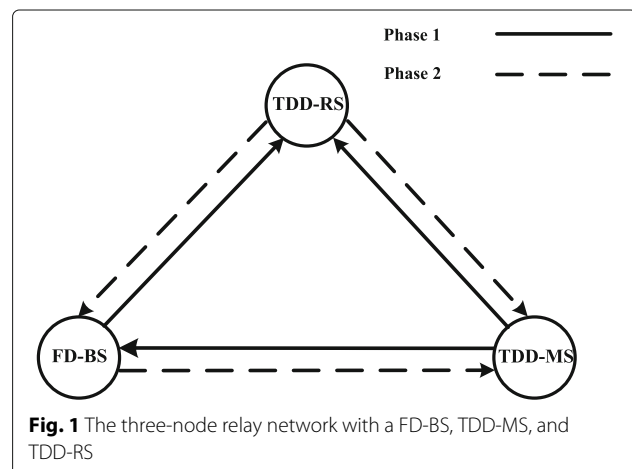 Phase 1
Phase 2
TDD-RS
FD-BS
TDD-MS
Fig. 1 The three-node relay network with a FD-BS, TDD-MS, and
TDD-RS